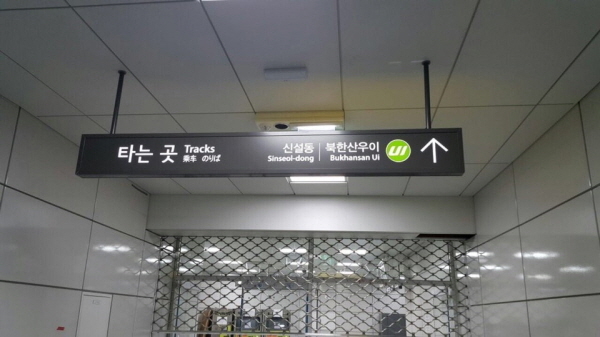 타는 곳 Tracks
乗车 のりば
신설동 북한산우이 UI
Sinseol-dong Bukhansan Ui